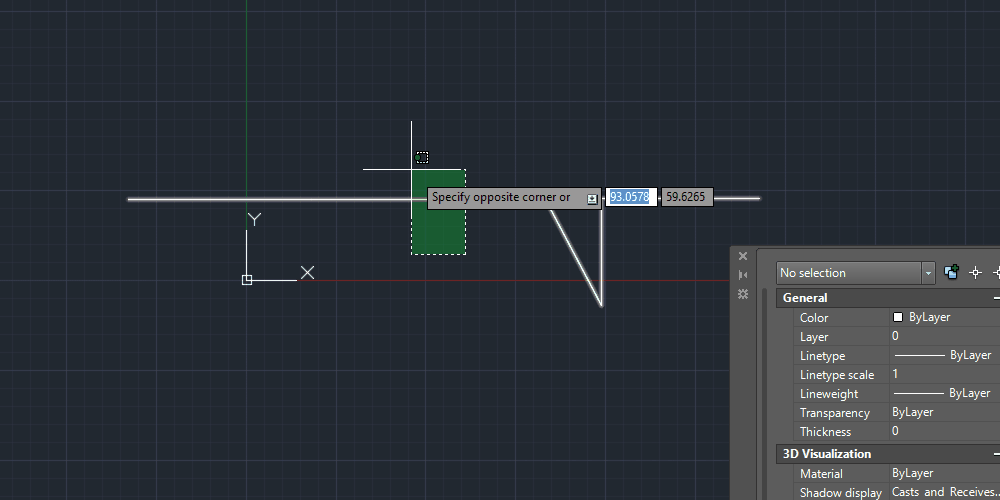 Specify opposite corner or 93.0578 59.6265
Y
X
No selection
General
Color ByLayer
Layer 0
Linetype ByLayer
Linetype scale 1
Lineweight ByLayer
Transparency ByLayer
Thickness 0
3D Visualization
Material ByLayer
Shadow display Casts and Receives...